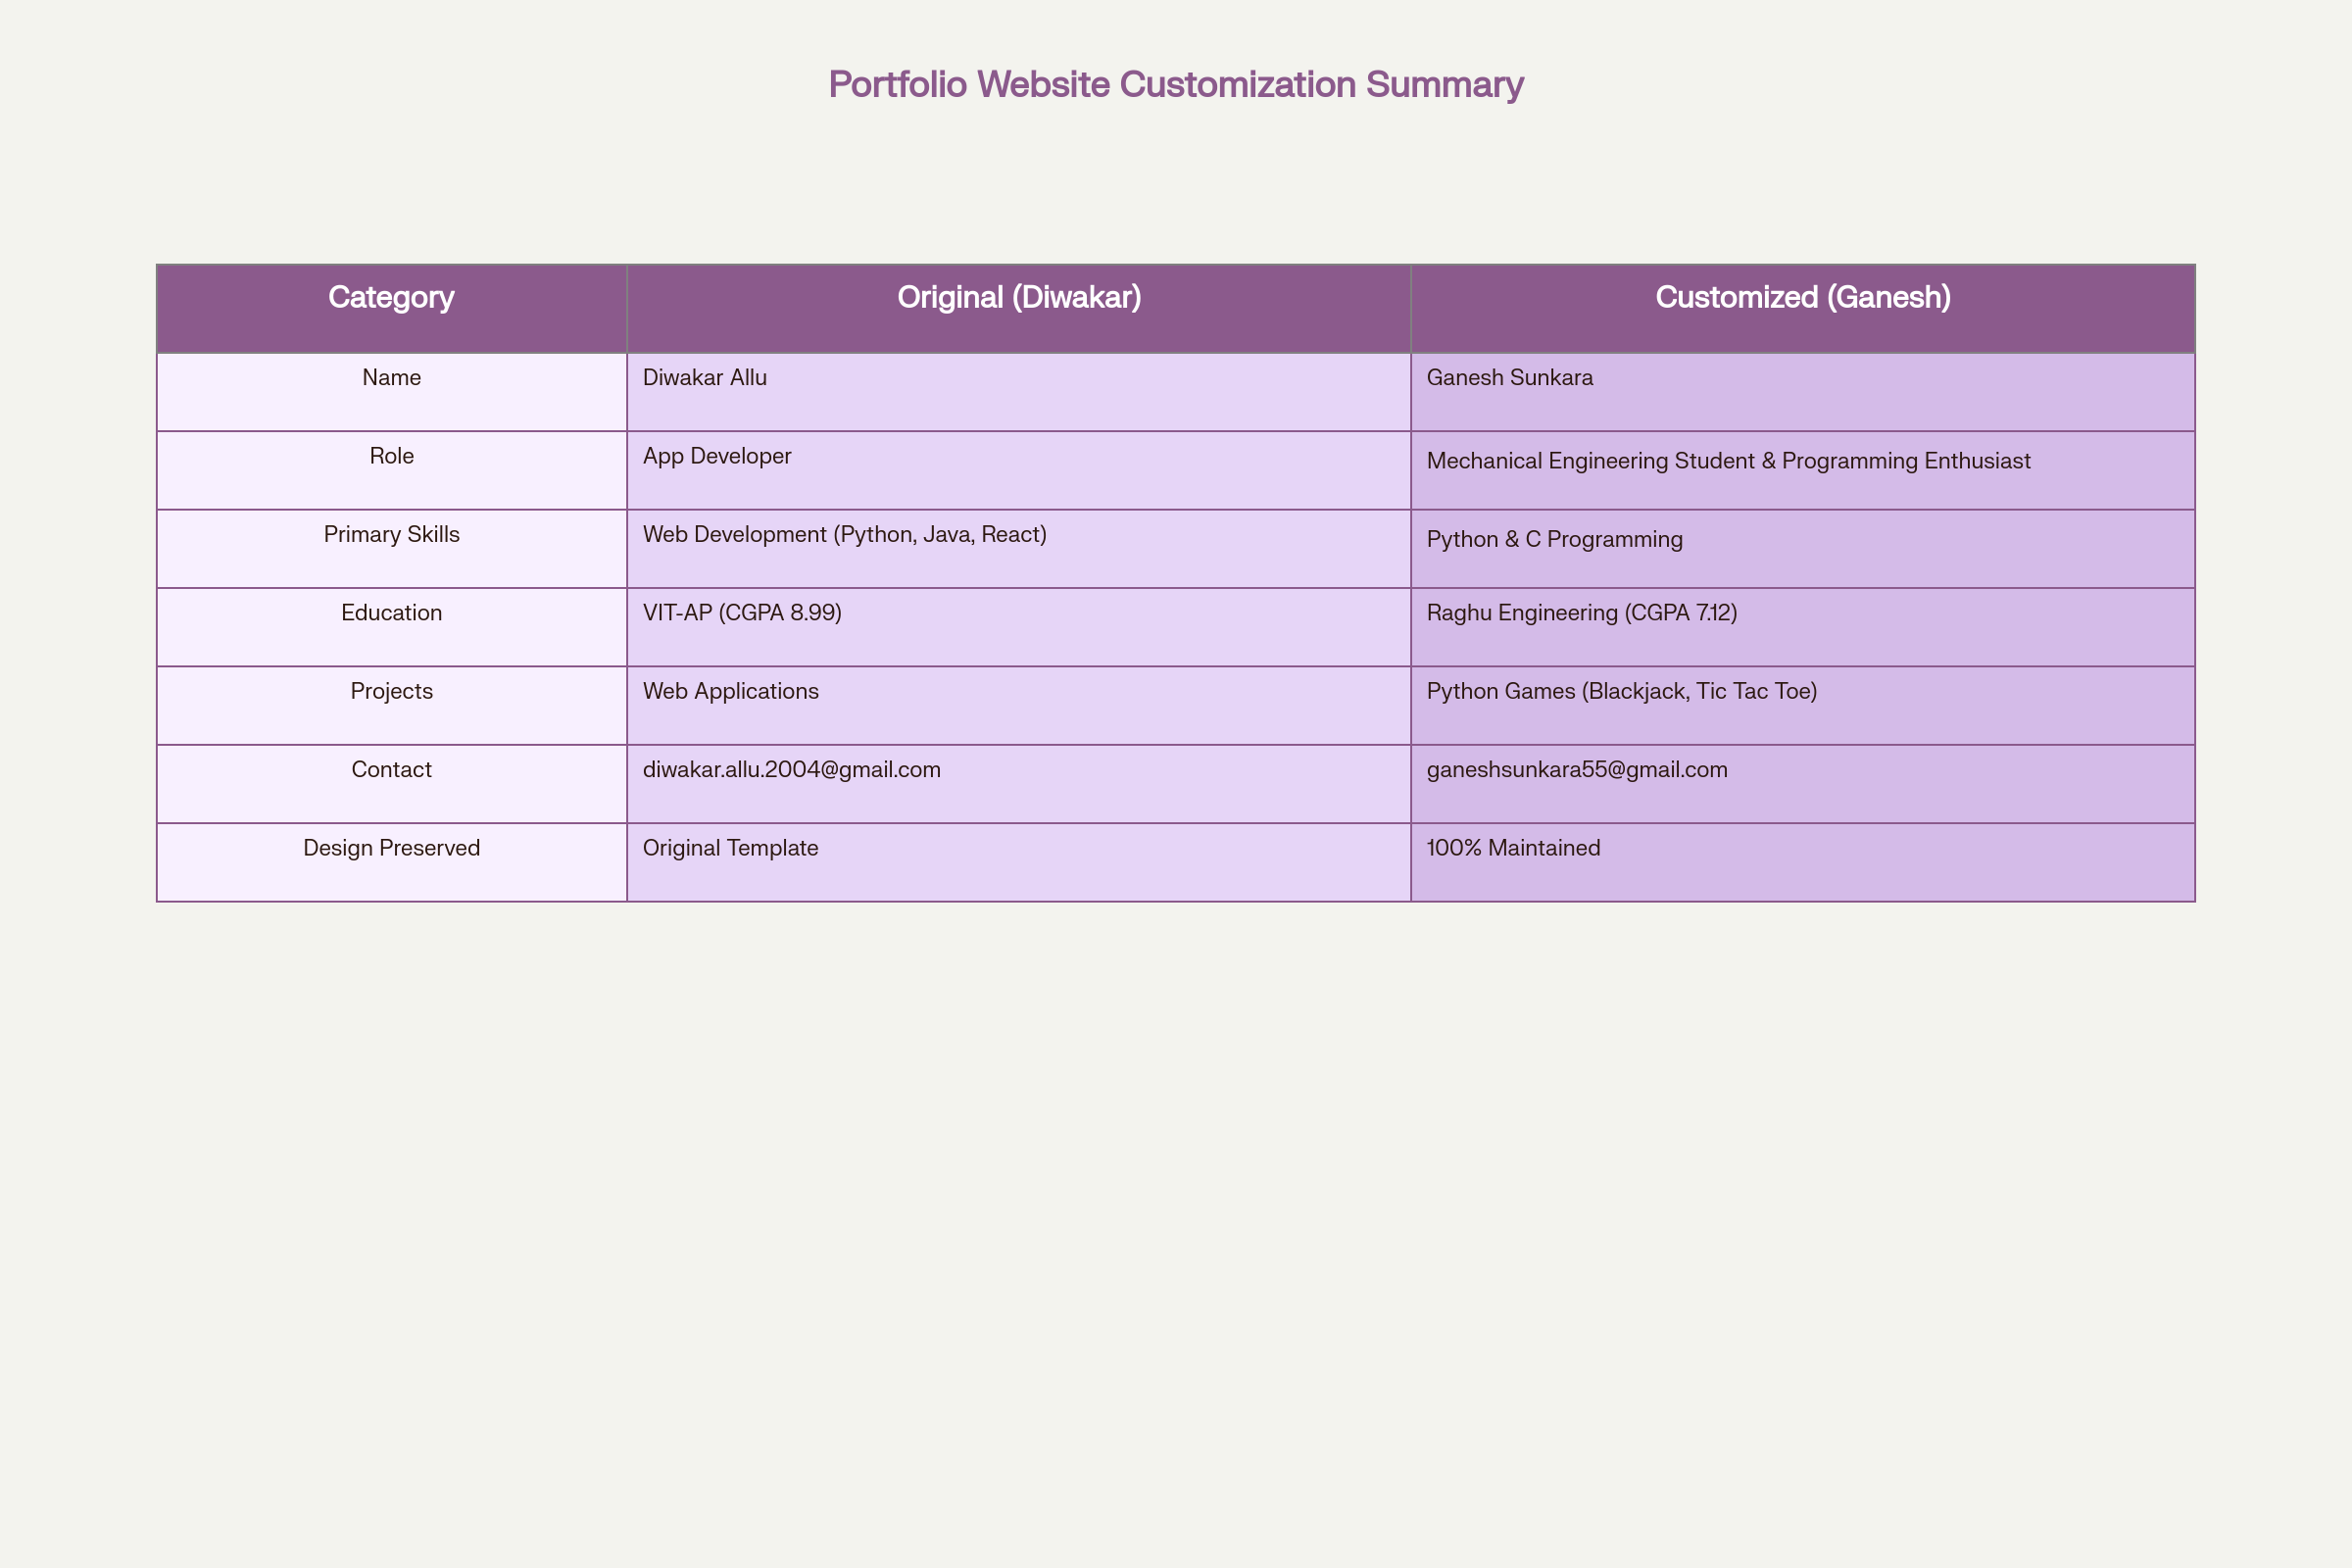 Portfolio Website Customization Summary
Category Original (Diwakar) Customized (Ganesh)
Name Diwakar Allu Ganesh Sunkara
Role App Developer Mechanical Engineering Student & Programming Enthusiast
Primary Skills Web Development (Python, Java, React) Python & C Programming
Education VIT-AP (CGPA 8.99) Raghu Engineering (CGPA 7.12)
Projects Web Applications Python Games (Blackjack, Tic Tac Toe)
Contact diwakar.allu.2004@gmail.com ganeshsunkara55@gmail.com
Design Preserved Original Template 100% Maintained